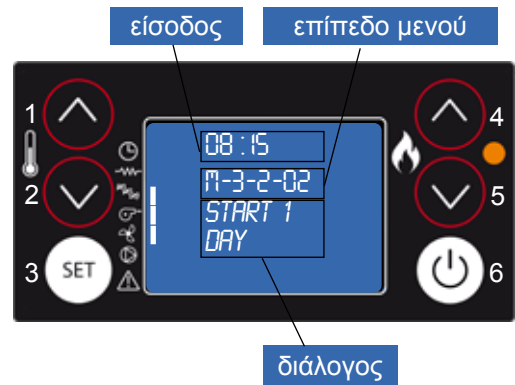 είσοδος
επίπεδο μενού
1
4
08:15
M-3-2-02
2
START 1
5
DAY
3
SET
6
διάλογος